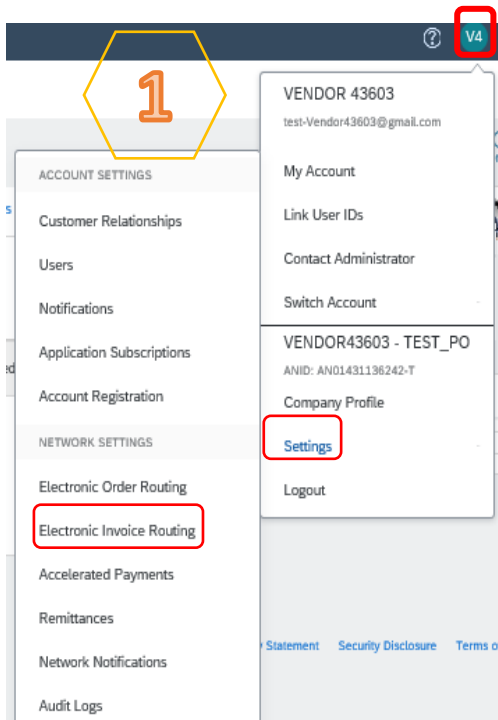 V4
1
VENDOR 43603
test-Vendor43603@gmail.com
My Account
Link User IDs
Contact Administrator
Switch Account
VENDOR43603 - TEST_PO
ANID: AN01431136242-T
Company Profile
Settings
Logout
ACCOUNT SETTINGS
Customer Relationships
Users
Notifications
Application Subscriptions
Account Registration
NETWORK SETTINGS
Electronic Order Routing
Electronic Invoice Routing
Accelerated Payments
Remittances
Network Notifications
Audit Logs
Statement Security Disclosure Terms o